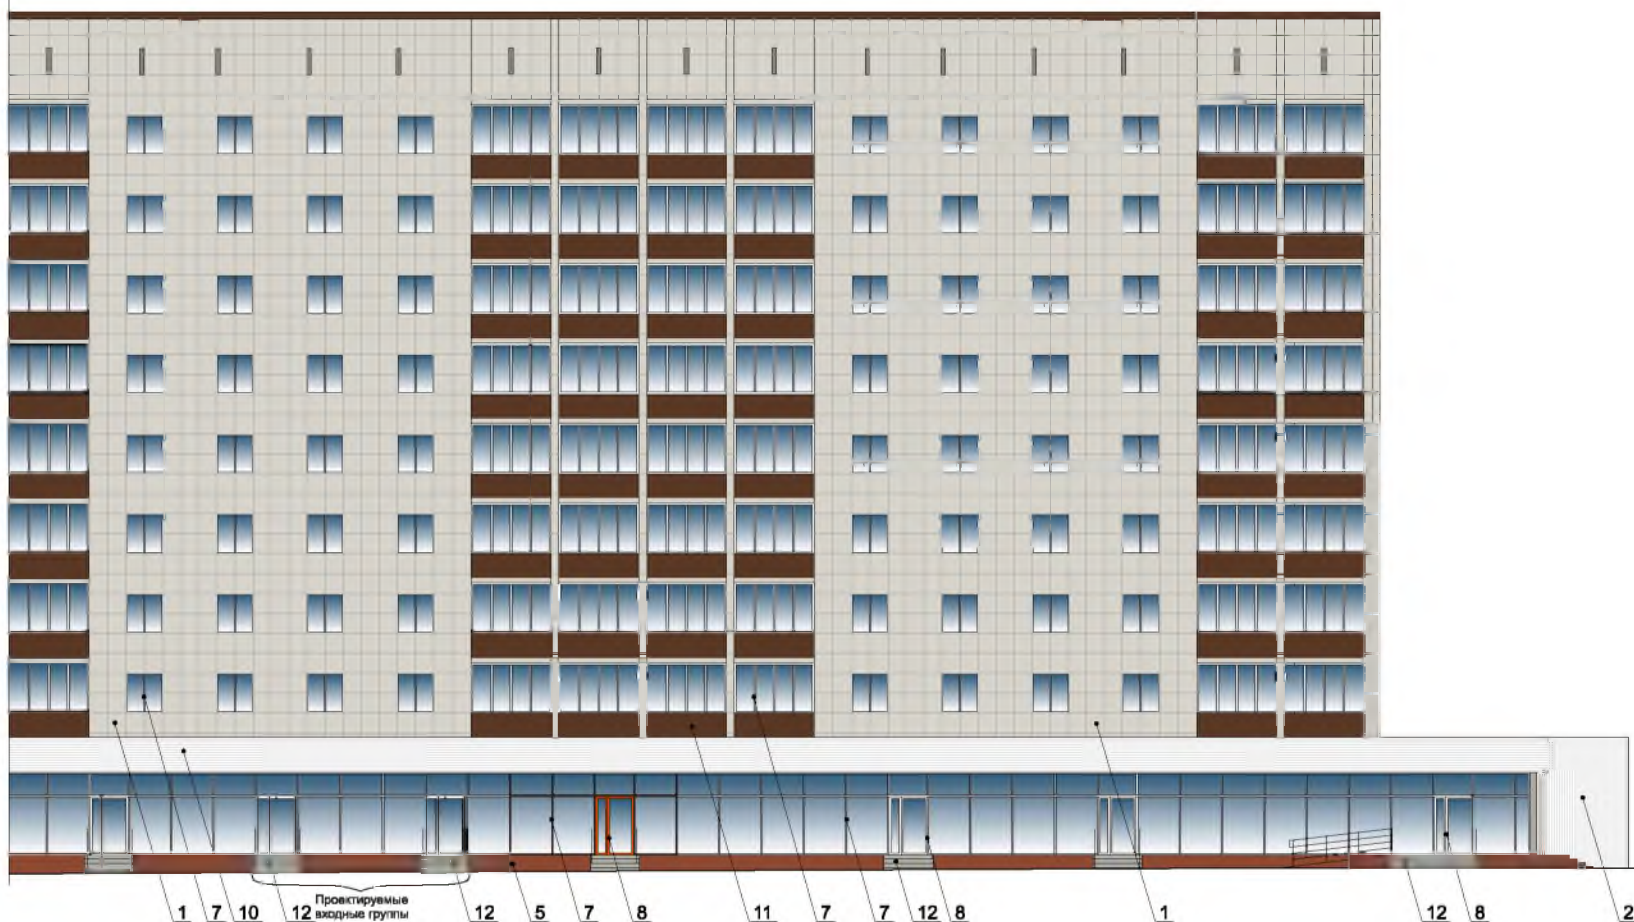 1 7 10 12 Проектируемые 12 5 7 8 11 7 7 12 8 1 12 8 2
входные группы